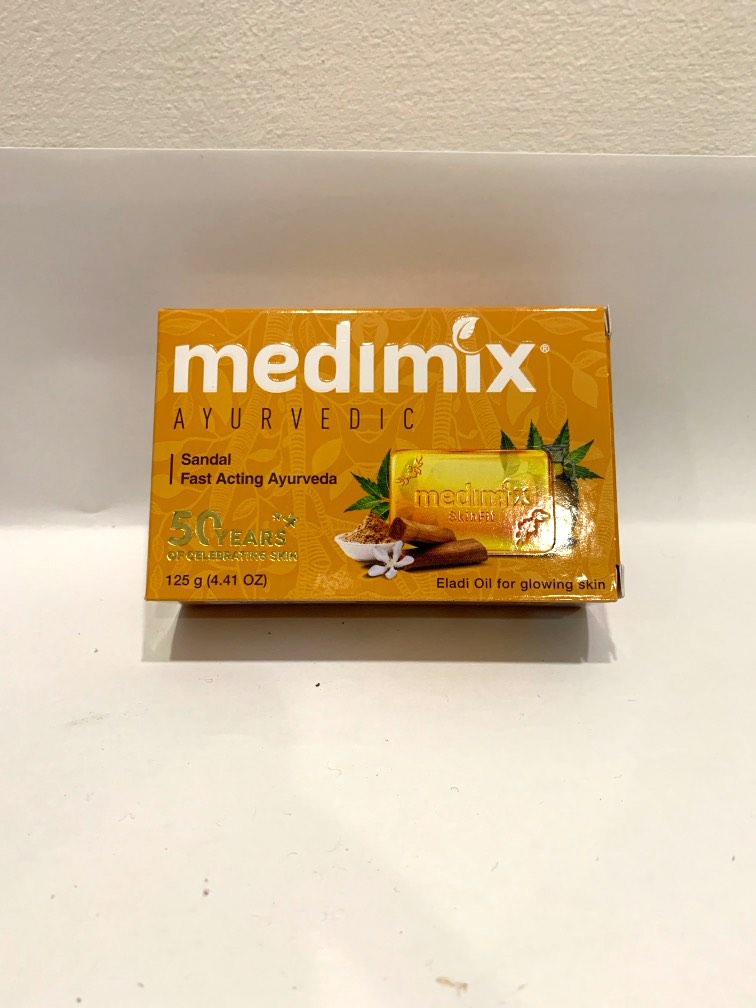 medimix®
AYURVEDIC
Sandal
Fast Acting Ayurveda
50 YEARS
OF CELEBRATING SKIN
125 g (4.41 OZ)
medimix
SkinFit
Eladi Oil for glowing skin